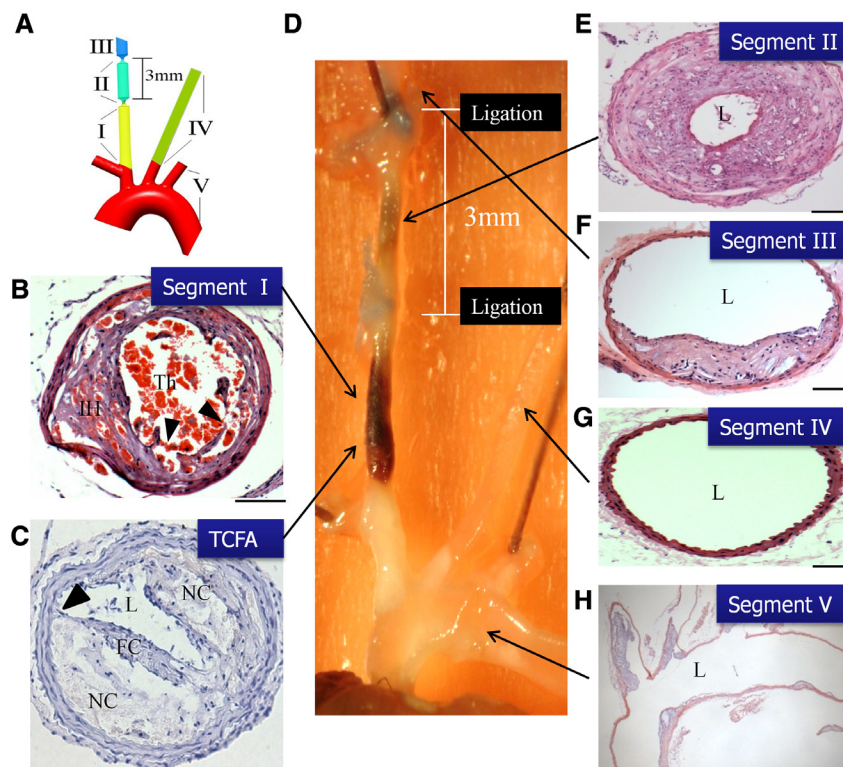 A
III
II
3mm
I
IV
V
B
Segment I
Th
IH
C
TCFA
NC
L
FC
NC
D
Ligation
3mm
Ligation
E
Segment II
L
F
Segment III
L
G
Segment IV
L
H
Segment V
L